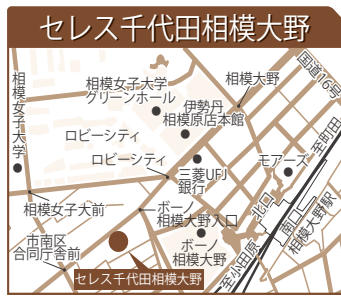 セレス千代田相模大野
相模女子大学
相模女子大学
グリーンホール
相模大野
国道16号
伊勢丹
相模原店本館
至町田
ロビーシティ
ロビーシティ
三菱UFJ
銀行
モアーズ
相模女子大前
ボーノ
相模大野入口
北口
南口
相模大野駅
市南区
合同庁舎前
ボーノ
相模大野
至小田原
セレス千代田相模大野